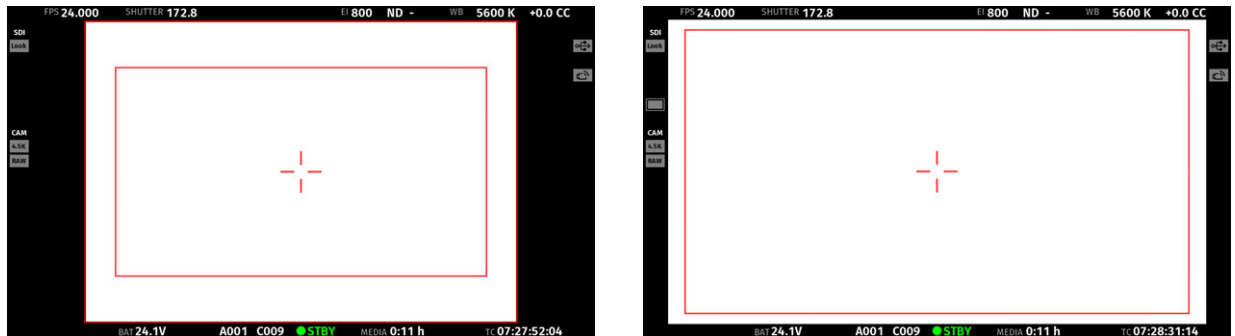 FPS 24.000 SHUTTER 172.8 EI 800 ND - WB 5600 K +0.0 CC
SDI
Look
CAM
4.5K
RAW
BAT 24.1V A001 C009 STBY MEDIA 0:11 h TC 07:27:52:04
FPS 24.000 SHUTTER 172.8 EI 800 ND - WB 5600 K +0.0 CC
SDI
Look
CAM
4.5K
RAW
BAT 24.1V A001 C009 STBY MEDIA 0:11 h TC 07:28:31:14